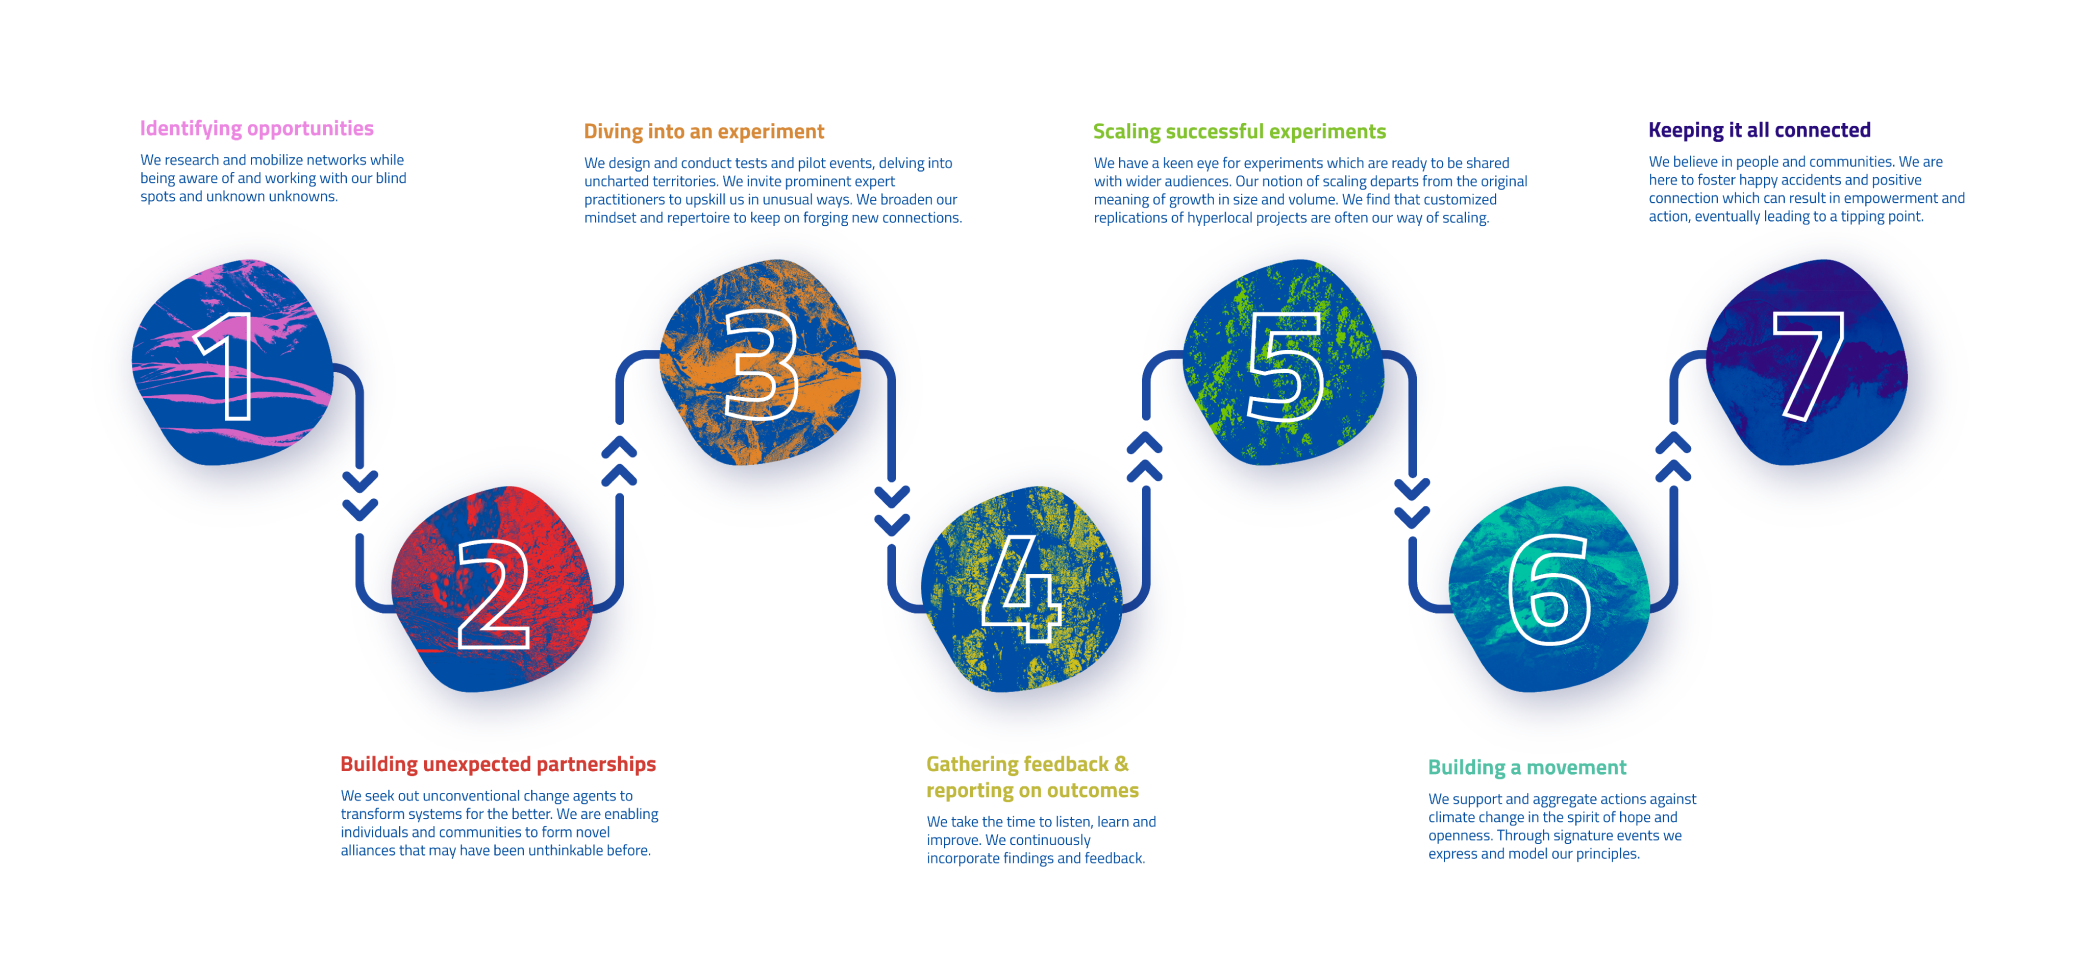 Identifying opportunities
We research and mobilize networks while
being aware of and working with our blind
spots and unknown unknowns.
1
Building unexpected partnerships
We seek out unconventional change agents to
transform systems for the better. We are enabling
individuals and communities to form novel
alliances that may have been unthinkable before.
2
Diving into an experiment
We design and conduct tests and pilot events, delving into
uncharted territories. We invite prominent expert
practitioners to upskill us in unusual ways. We broaden our
mindset and repertoire to keep on forging new connections.
3
Gathering feedback &
reporting on outcomes
We take the time to listen, learn and
improve. We continuously
incorporate findings and feedback.
4
Scaling successful experiments
We have a keen eye for experiments which are ready to be shared
with wider audiences. Our notion of scaling departs from the original
meaning of growth in size and volume. We find that customized
replications of hyperlocal projects are often our way of scaling.
5
Building a movement
We support and aggregate actions against
climate change in the spirit of hope and
openness. Through signature events we
express and model our principles.
6
Keeping it all connected
We believe in people and communities. We are
here to foster happy accidents and positive
connection which can result in empowerment and
action, eventually leading to a tipping point.
7